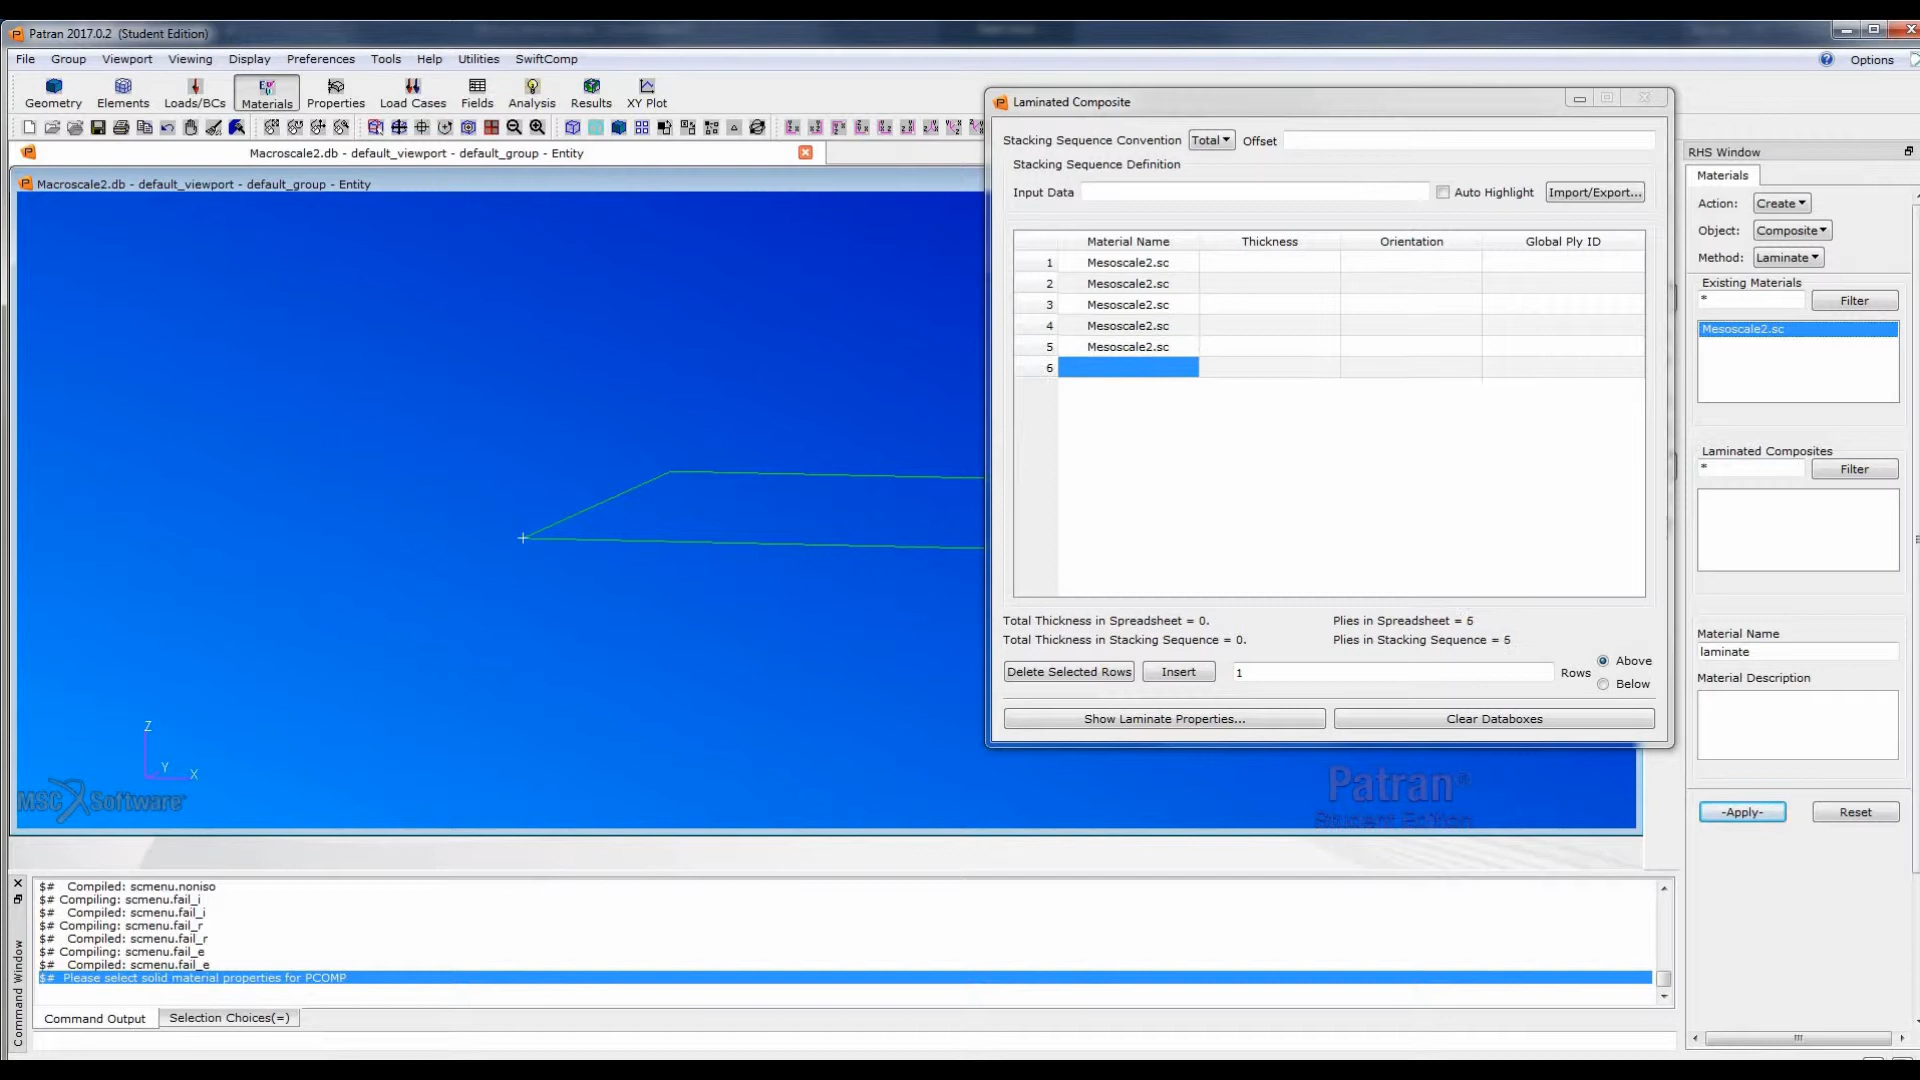 Patran 2017.0.2 (Student Edition)
File Group Viewport Viewing Display Preferences Tools Help Utilities SwiftComp
Options
Geometry Elements Loads/BCs Materials Properties Load Cases Fields Analysis Results XY Plot
Macroscale2.db - default_viewport - default_group - Entity
Macroscale2.db - default_viewport - default_group - Entity
Z
Y
X
MSC Software
Patran
Student Edition
Laminated Composite
Stacking Sequence Convention Total Offset
Stacking Sequence Definition
Input Data Auto Highlight Import/Export...
Material Name Thickness Orientation Global Ply ID
1 Mesoscale2.sc
2 Mesoscale2.sc
3 Mesoscale2.sc
4 Mesoscale2.sc
5 Mesoscale2.sc
6
Total Thickness in Spreadsheet = 0. Plies in Spreadsheet = 6
Total Thickness in Stacking Sequence = 0. Plies in Stacking Sequence = 5
Delete Selected Rows Insert 1 Rows Above
Below
Show Laminate Properties... Clear Databoxes
RHS Window
Materials
Action: Create
Object: Composite
Method: Laminate
Existing Materials
* Filter
Mesoscale2.sc
Laminated Composites
* Filter
Material Name
laminate
Material Description
-Apply- Reset
$# Compiled: scmenu.noniso
$# Compiling: scmenu.fail_i
$# Compiled: scmenu.fail_i
$# Compiling: scmenu.fail_r
$# Compiled: scmenu.fail_r
$# Compiling: scmenu.fail_e
$# Compiled: scmenu.fail_e
$# Please select solid material properties for PCOMP
Command Window
Command Output Selection Choices(=)